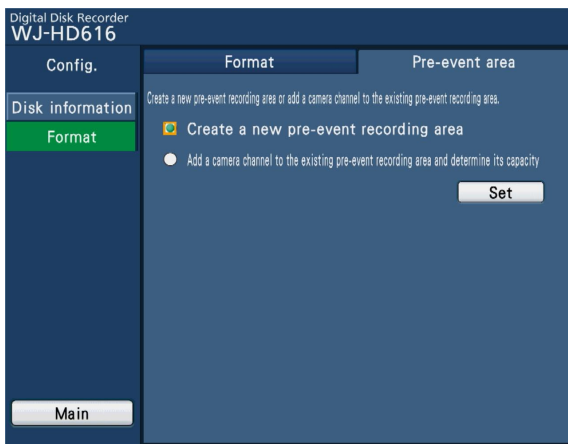 Digital Disk Recorder
WJ-HD616
Config.
Disk information
Format
Main
Format
Pre-event area
Create a new pre-event recording area or add a camera channel to the existing pre-event recording area.
Create a new pre-event recording area
Add a camera channel to the existing pre-event recording area and determine its capacity
Set